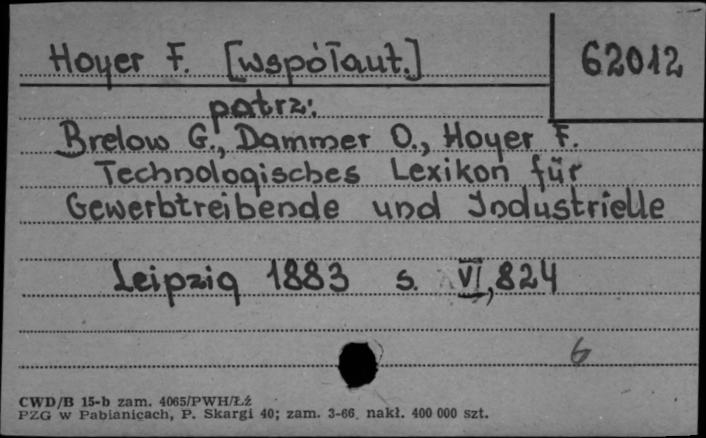 Hoyer F. [współaut.]
62012
patrz:
Brelow G., Dammer O., Hoyer F.
Technologisches Lexikon für
Gewerbtreibende und Industrielle
Leipzig 1883 s. VI, 824
6
CWD/B 15-b zam. 4065/PWH/Łż
PZG w Pabianicach, P. Skargi 40; zam. 3-66. nakł. 400 000 szt.